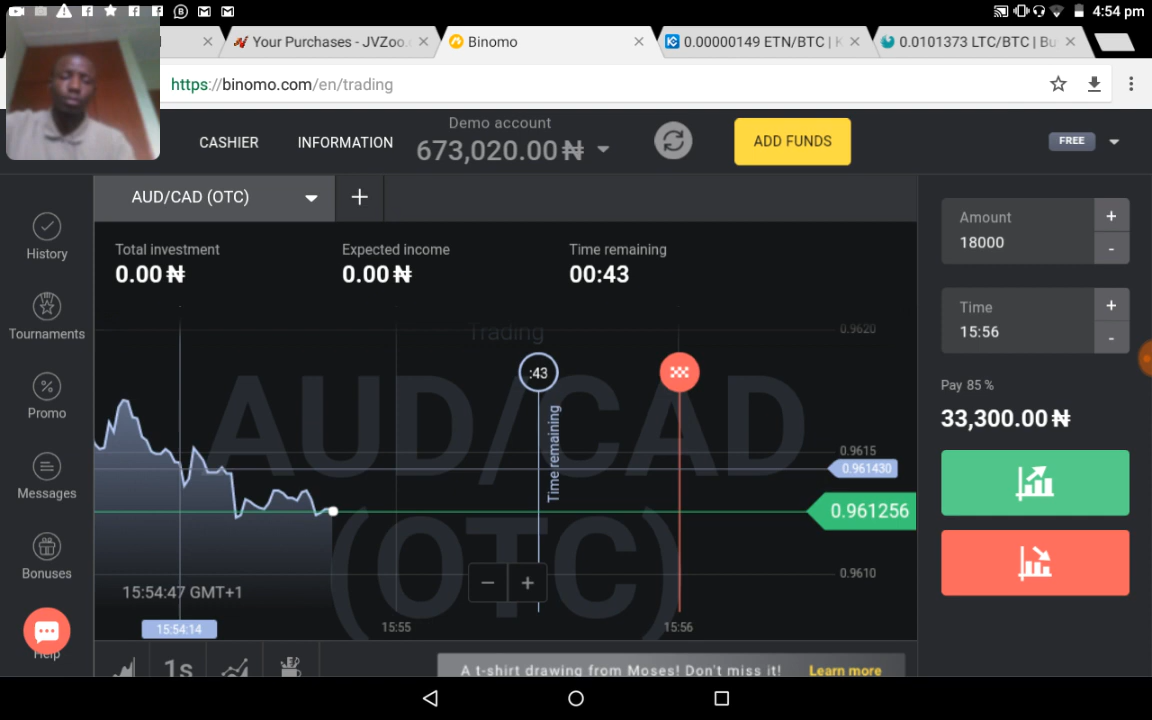 4:54 pm
Your Purchases - JVZoo.
Binomo
0.00000149 ETN/BTC | K
0.0101373 LTC/BTC | Bu
https://binomo.com/en/trading
CASHIER
INFORMATION
Demo account
673,020.00 ₦
ADD FUNDS
FREE
AUD/CAD (OTC)
Total investment
0.00 ₦
Expected income
0.00 ₦
Time remaining
00:43
Amount
18000
+
-
Time
15:56
+
-
Pay 85 %
33,300.00 ₦
History
Tournaments
Promo
Messages
Bonuses
Help
Trading
AUD/CAD
(OTC)
:43
Time remaining
0.9620
0.9615
0.961430
0.961256
0.9610
15:54:47 GMT+1
15:54:14
15:55
15:56
1s
A t-shirt drawing from Moses! Don't miss it!
Learn more